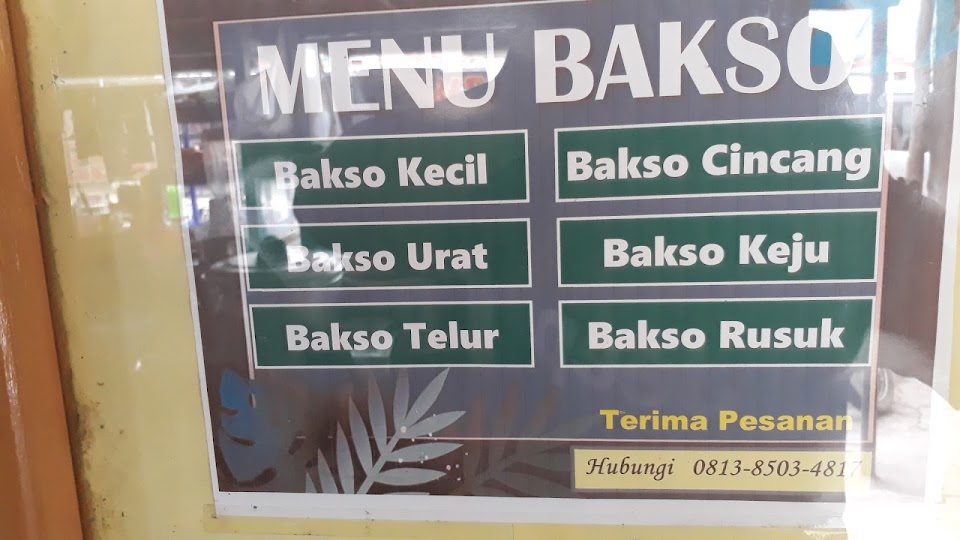 MENU BAKSO
Bakso Kecil
Bakso Cincang
Bakso Urat
Bakso Keju
Bakso Telur
Bakso Rusuk
Terima Pesanan
Hubungi 0813-8503-4817